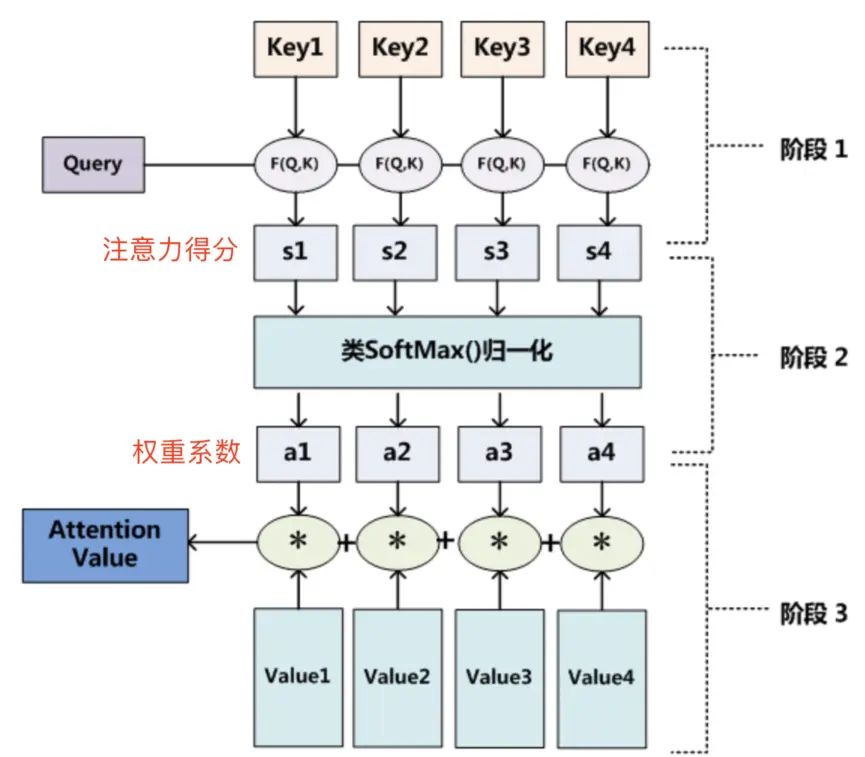 Key1 Key2 Key3 Key4
阶段 1
Query F(Q,K) F(Q,K) F(Q,K) F(Q,K)
注意力得分 s1 s2 s3 s4
类SoftMax()归一化
阶段 2
权重系数 a1 a2 a3 a4
Attention
Value
* + * + * + *
阶段 3
Value1 Value2 Value3 Value4